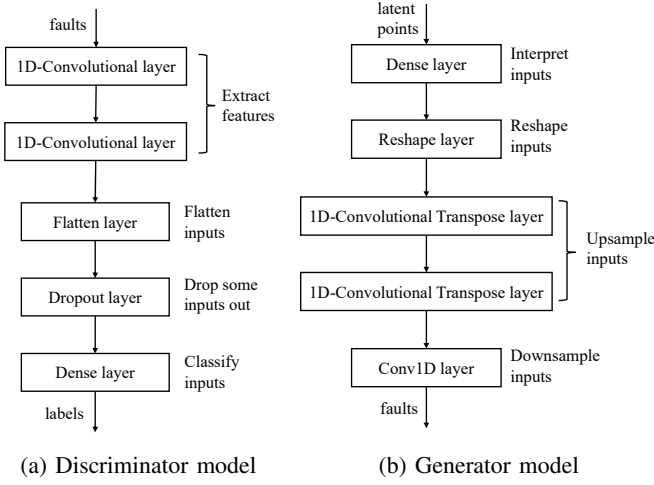 faults
1D-Convolutional layer
1D-Convolutional layer
Extract
features
Flatten layer
Flatten
inputs
Dropout layer
Drop some
inputs out
Dense layer
Classify
inputs
labels
(a) Discriminator model
latent
points
Dense layer
Interpret
inputs
Reshape layer
Reshape
inputs
1D-Convolutional Transpose layer
1D-Convolutional Transpose layer
Upsample
inputs
Conv1D layer
Downsample
inputs
faults
(b) Generator model